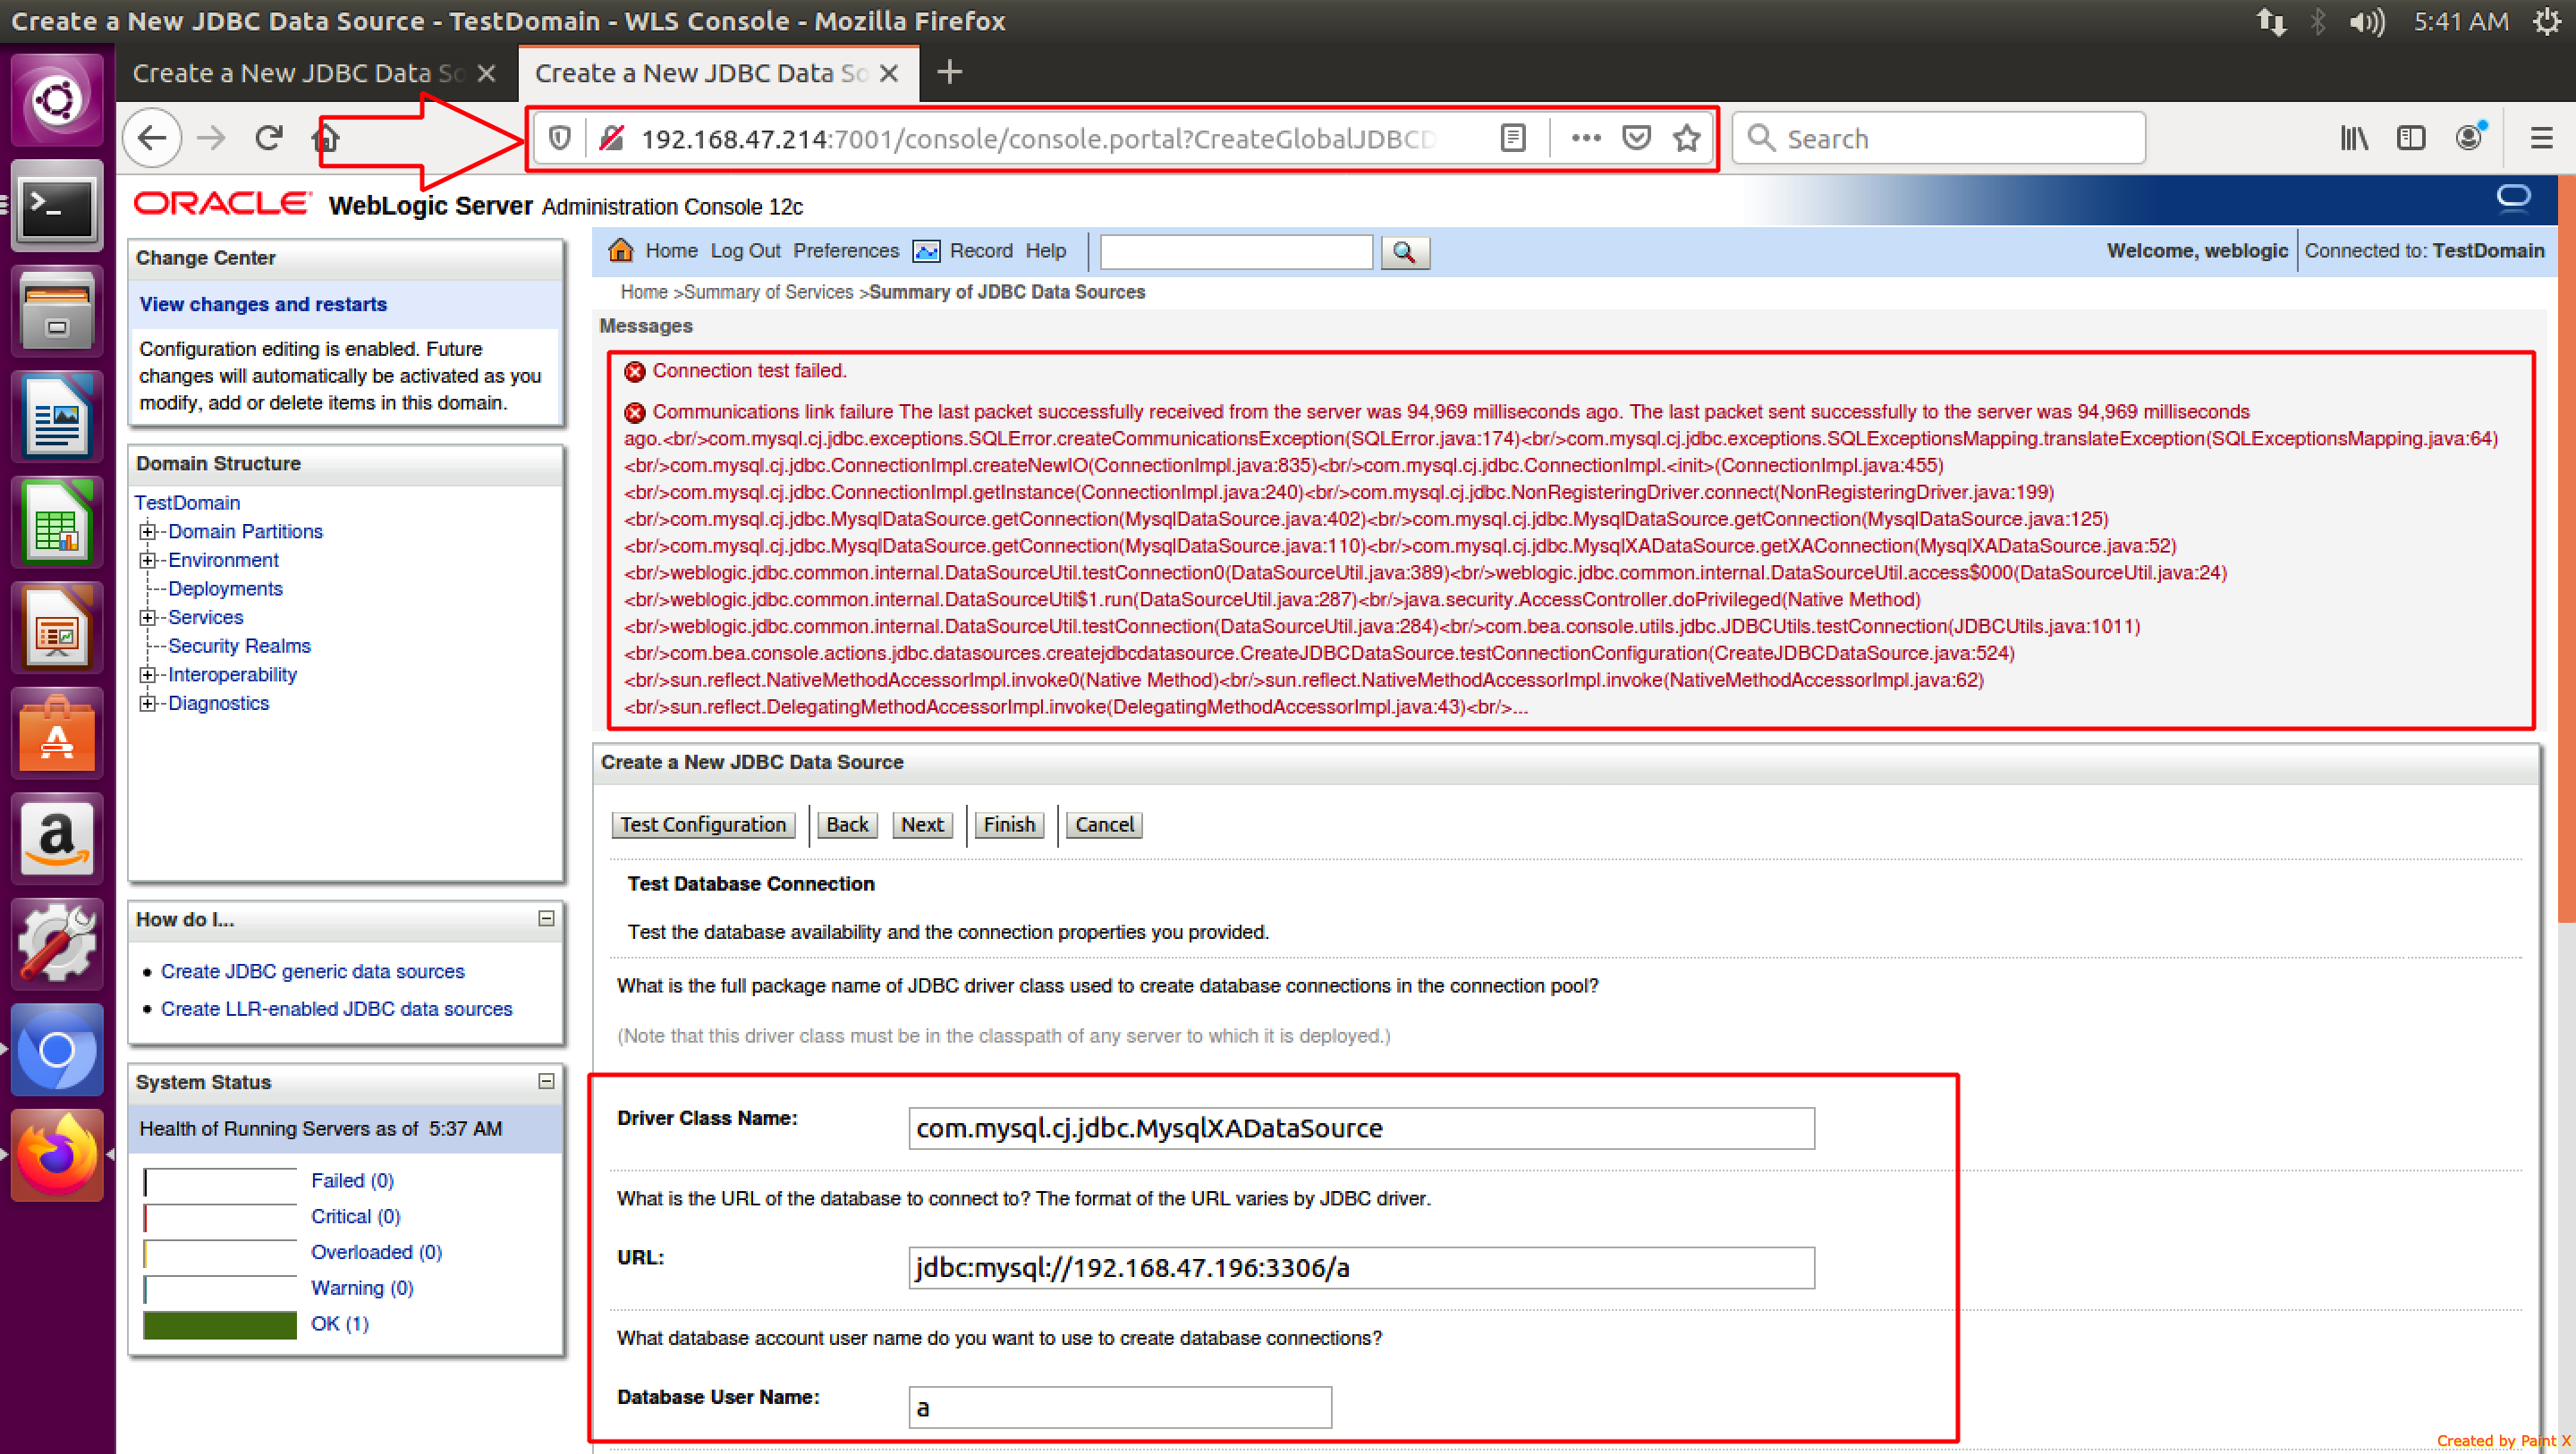 Create a New JDBC Data Source - TestDomain - WLS Console - Mozilla Firefox
5:41 AM
Create a New JDBC Data So
Create a New JDBC Data So
192.168.47.214:7001/console/console.portal?CreateGlobalJDBCD
Search
ORACLE WebLogic Server Administration Console 12c
Change Center
View changes and restarts
Configuration editing is enabled. Future
changes will automatically be activated as you
modify, add or delete items in this domain.
Domain Structure
TestDomain
Domain Partitions
Environment
Deployments
Services
Security Realms
Interoperability
Diagnostics
How do I...
Create JDBC generic data sources
Create LLR-enabled JDBC data sources
System Status
Health of Running Servers as of 5:37 AM
Failed (0)
Critical (0)
Overloaded (0)
Warning (0)
OK (1)
Home Log Out Preferences Record Help
Welcome, weblogic Connected to: TestDomain
Home >Summary of Services >Summary of JDBC Data Sources
Messages
Connection test failed.
Communications link failure The last packet successfully received from the server was 94,969 milliseconds ago. The last packet sent successfully to the server was 94,969 milliseconds
ago.<br/>com.mysql.cj.jdbc.exceptions.SQLError.createCommunicationsException(SQLError.java:174)<br/>com.mysql.cj.jdbc.exceptions.SQLExceptionsMapping.translateException(SQLExceptionsMapping.java:64)
<br/>com.mysql.cj.jdbc.ConnectionImpl.createNewIO(ConnectionImpl.java:835)<br/>com.mysql.cj.jdbc.ConnectionImpl.<init>(ConnectionImpl.java:455)
<br/>com.mysql.cj.jdbc.ConnectionImpl.getInstance(ConnectionImpl.java:240)<br/>com.mysql.cj.jdbc.NonRegisteringDriver.connect(NonRegisteringDriver.java:199)
<br/>com.mysql.cj.jdbc.MysqlDataSource.getConnection(MysqlDataSource.java:402)<br/>com.mysql.cj.jdbc.MysqlDataSource.getConnection(MysqlDataSource.java:125)
<br/>com.mysql.cj.jdbc.MysqlDataSource.getConnection(MysqlDataSource.java:110)<br/>com.mysql.cj.jdbc.MysqlXADataSource.getXAConnection(MysqlXADataSource.java:52)
<br/>weblogic.jdbc.common.internal.DataSourceUtil.testConnection0(DataSourceUtil.java:389)<br/>weblogic.jdbc.common.internal.DataSourceUtil.access$000(DataSourceUtil.java:24)
<br/>weblogic.jdbc.common.internal.DataSourceUtil$1.run(DataSourceUtil.java:287)<br/>java.security.AccessController.doPrivileged(Native Method)
<br/>weblogic.jdbc.common.internal.DataSourceUtil.testConnection(DataSourceUtil.java:284)<br/>com.bea.console.utils.jdbc.JDBCUtils.testConnection(JDBCUtils.java:1011)
<br/>com.bea.console.actions.jdbc.datasources.createjdbcdatasource.CreateJDBCDataSource.testConnectionConfiguration(CreateJDBCDataSource.java:524)
<br/>sun.reflect.NativeMethodAccessorImpl.invoke0(Native Method)<br/>sun.reflect.NativeMethodAccessorImpl.invoke(NativeMethodAccessorImpl.java:62)
<br/>sun.reflect.DelegatingMethodAccessorImpl.invoke(DelegatingMethodAccessorImpl.java:43)<br/>...
Create a New JDBC Data Source
Test Configuration Back Next Finish Cancel
Test Database Connection
Test the database availability and the connection properties you provided.
What is the full package name of JDBC driver class used to create database connections in the connection pool?
(Note that this driver class must be in the classpath of any server to which it is deployed.)
Driver Class Name: com.mysql.cj.jdbc.MysqlXADataSource
What is the URL of the database to connect to? The format of the URL varies by JDBC driver.
URL: jdbc:mysql://192.168.47.196:3306/a
What database account user name do you want to use to create database connections?
Database User Name: a
Created by Paint X